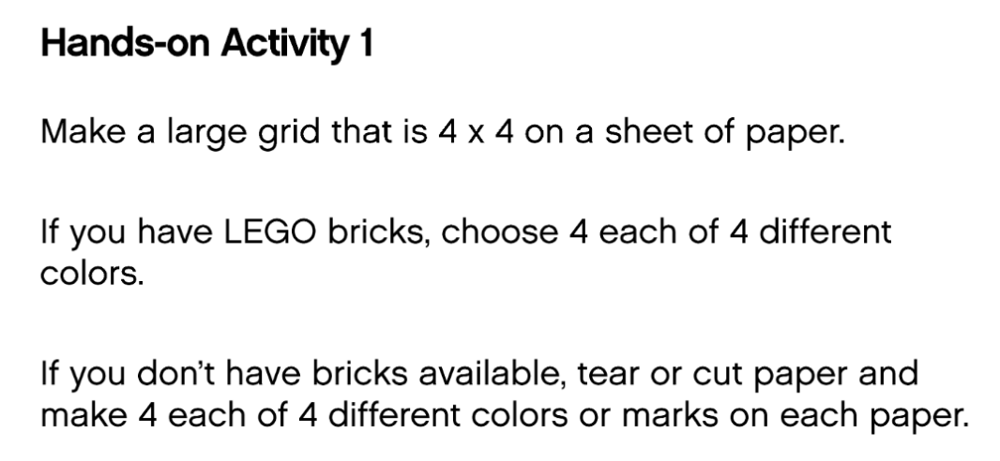 Hands-on Activity 1
Make a large grid that is 4 x 4 on a sheet of paper.
If you have LEGO bricks, choose 4 each of 4 different
colors.
If you don’t have bricks available, tear or cut paper and
make 4 each of 4 different colors or marks on each paper.